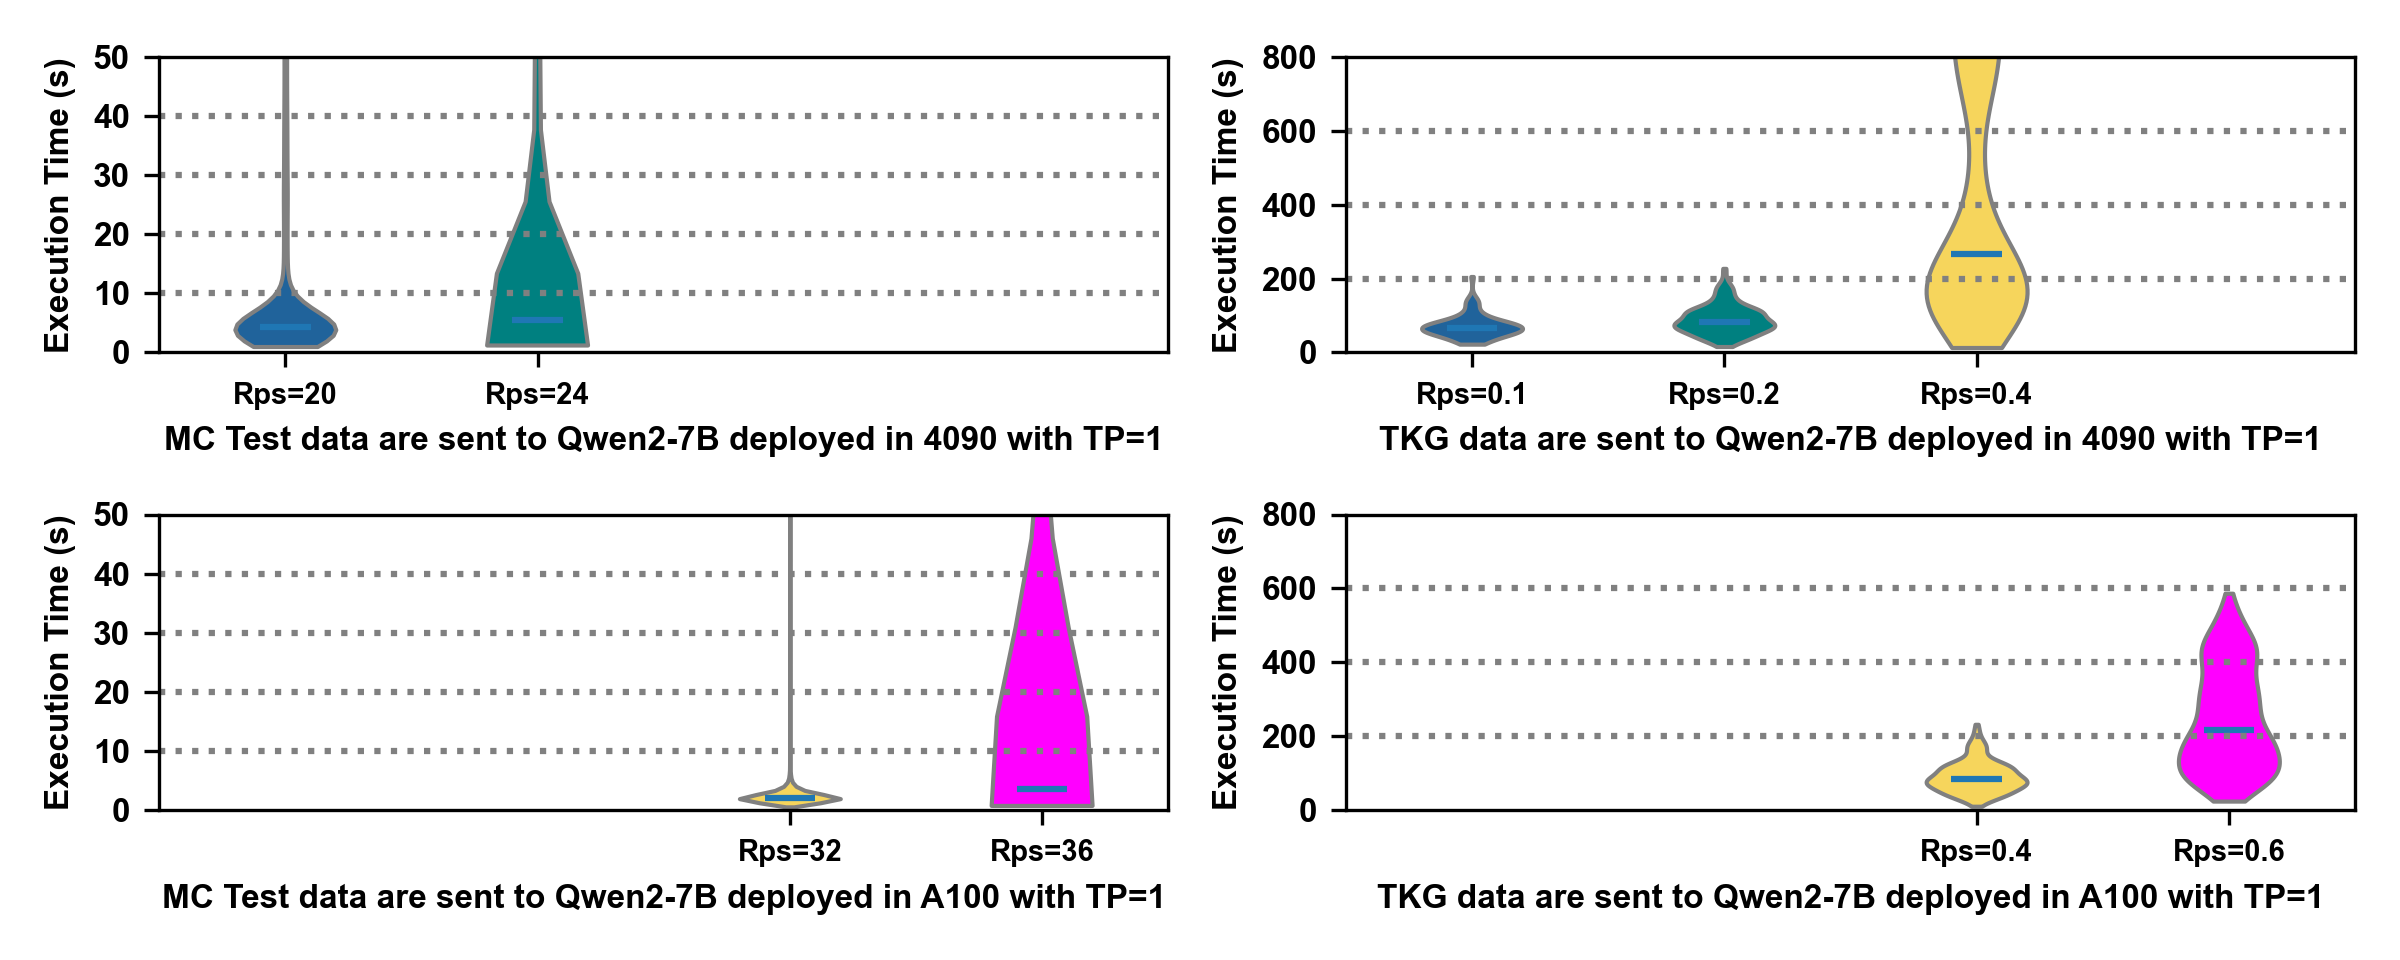 Execution Time (s)
50
40
30
20
10
0
Rps=20 Rps=24
MC Test data are sent to Qwen2-7B deployed in 4090 with TP=1
Execution Time (s)
800
600
400
200
0
Rps=0.1 Rps=0.2 Rps=0.4
TKG data are sent to Qwen2-7B deployed in 4090 with TP=1
Execution Time (s)
50
40
30
20
10
0
Rps=32 Rps=36
MC Test data are sent to Qwen2-7B deployed in A100 with TP=1
Execution Time (s)
800
600
400
200
0
Rps=0.4 Rps=0.6
TKG data are sent to Qwen2-7B deployed in A100 with TP=1